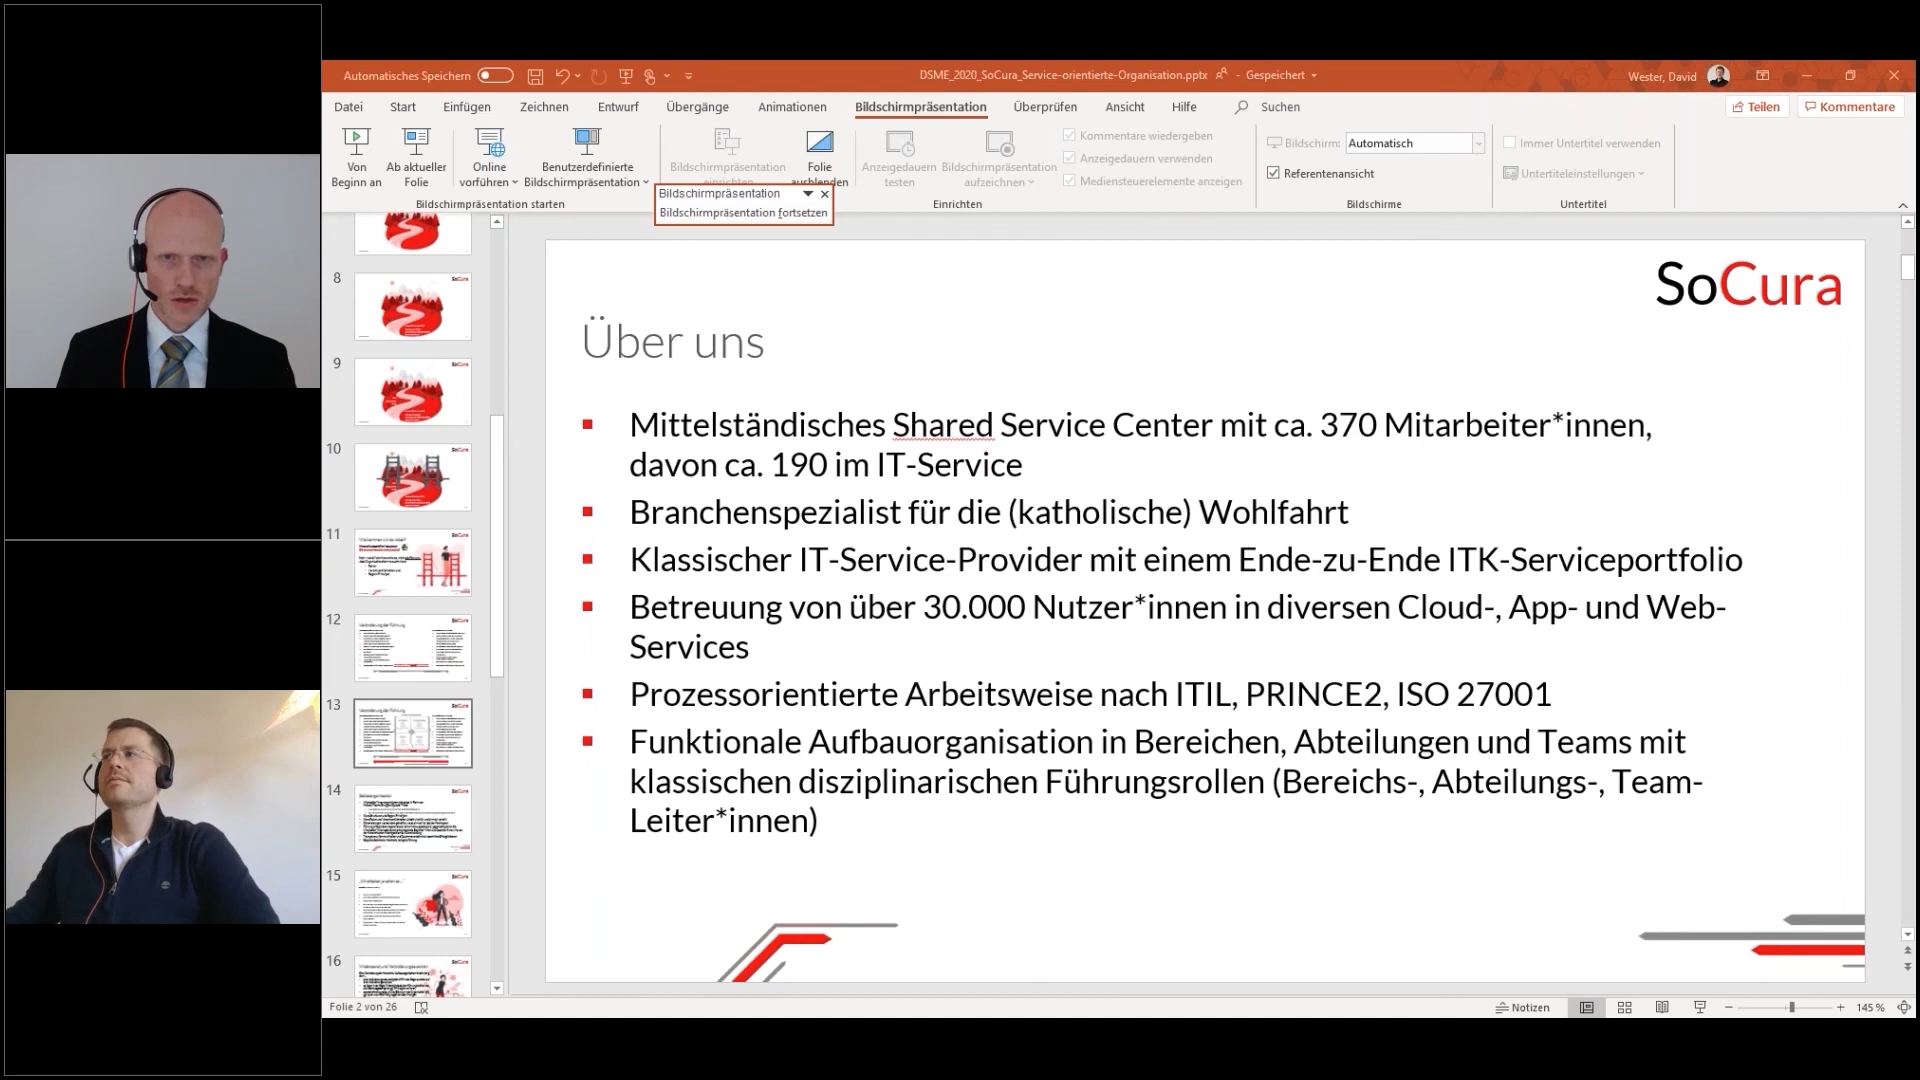 Automatisches Speichern
DSME_2020_SoCura_Service-orientierte-Organisation.pptx - Gespeichert
Wester, David
Datei Start Einfügen Zeichnen Entwurf Übergänge Animationen Bildschirmpräsentation Überprüfen Ansicht Hilfe Suchen
Teilen Kommentare
Von Beginn an
Ab aktueller Folie
Online vorführen
Benutzerdefinierte Bildschirmpräsentation
Bildschirmpräsentation einrichten
Folie ausblenden
Anzeigedauern testen
Bildschirmpräsentation aufzeichnen
Kommentare wiedergeben
Anzeigedauern verwenden
Mediensteuerelemente anzeigen
Bildschirm: Automatisch
Referentenansicht
Immer Untertitel verwenden
Untertiteleinstellungen
Bildschirmpräsentation starten
Einrichten
Bildschirme
Untertitel
Bildschirmpräsentation
Bildschirmpräsentation fortsetzen
8
9
10
11
12
13
14
15
16
SoCura
Über uns
Mittelständisches Shared Service Center mit ca. 370 Mitarbeiter*innen,
davon ca. 190 im IT-Service
Branchenspezialist für die (katholische) Wohlfahrt
Klassischer IT-Service-Provider mit einem Ende-zu-Ende ITK-Serviceportfolio
Betreuung von über 30.000 Nutzer*innen in diversen Cloud-, App- und Web-
Services
Prozessorientierte Arbeitsweise nach ITIL, PRINCE2, ISO 27001
Funktionale Aufbauorganisation in Bereichen, Abteilungen und Teams mit
klassischen disziplinarischen Führungsrollen (Bereichs-, Abteilungs-, Team-
Leiter*innen)
Folie 2 von 26
Notizen
145 %